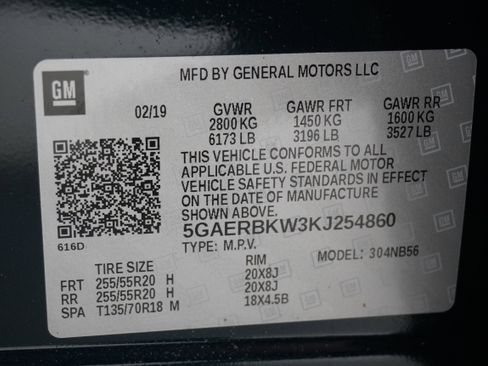 GM
MFD BY GENERAL MOTORS LLC
02/19 GVWR GAWR FRT GAWR RR
2800 KG 1450 KG 1600 KG
6173 LB 3196 LB 3527 LB
THIS VEHICLE CONFORMS TO ALL
APPLICABLE U.S. FEDERAL MOTOR
VEHICLE SAFETY STANDARDS IN EFFECT
ON THE DATE OF MANUFACTURE
SHOWN ABOVE.
5GAERBKW3KJ254860
616D
TYPE: M.P.V. MODEL: 304NB56
TIRE SIZE RIM
FRT 255/55R20 H 20X8J
RR 255/55R20 H 20X8J
SPA T135/70R18 M 18X4.5B